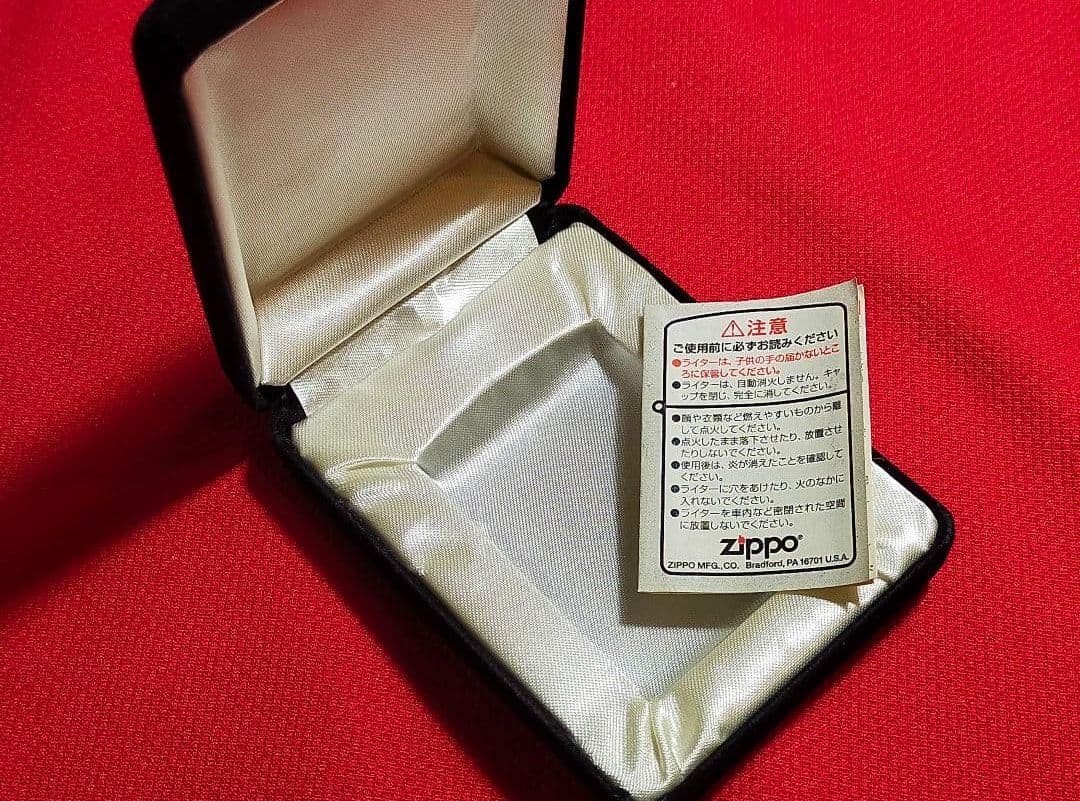 ⚠注意
ご使用前に必ずお読みください
●ライターは、子供の手の届かないとこ
ろに保管してください。
●ライターは、自動消火しません。キャ
ップを閉じ、完全に消してください。
●顔や衣類など燃えやすいものから離
して点火してください。
●点火したまま落下させたり、放置させ
たりしないでください。
●使用後は、炎が消えたことを確認して
ください。
●ライターに穴をあけたり、火のなかに
入れないでください。
●ライターを車内など密閉された空間
に放置しないでください。
zippo®
ZIPPO MFG.,CO. Bradford, PA 16701 U.S.A.